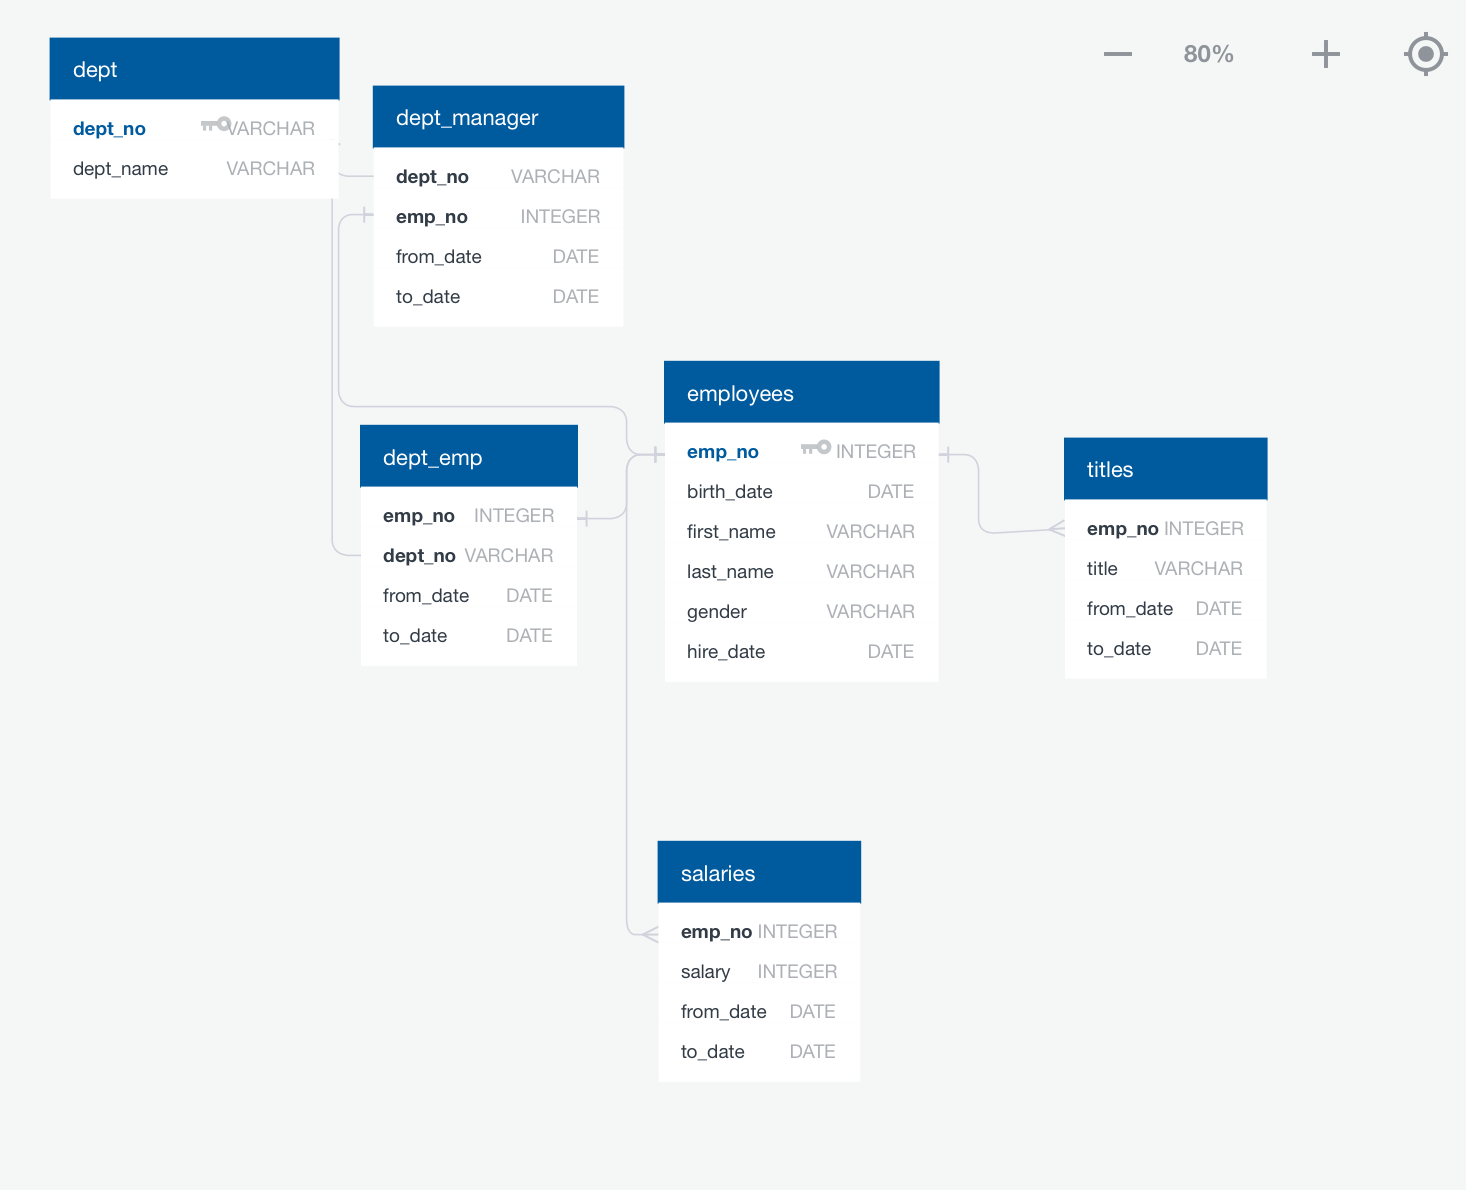 80%
dept
dept_no VARCHAR
dept_name VARCHAR
dept_manager
dept_no VARCHAR
emp_no INTEGER
from_date DATE
to_date DATE
employees
emp_no INTEGER
birth_date DATE
first_name VARCHAR
last_name VARCHAR
gender VARCHAR
hire_date DATE
dept_emp
emp_no INTEGER
dept_no VARCHAR
from_date DATE
to_date DATE
titles
emp_no INTEGER
title VARCHAR
from_date DATE
to_date DATE
salaries
emp_no INTEGER
salary INTEGER
from_date DATE
to_date DATE